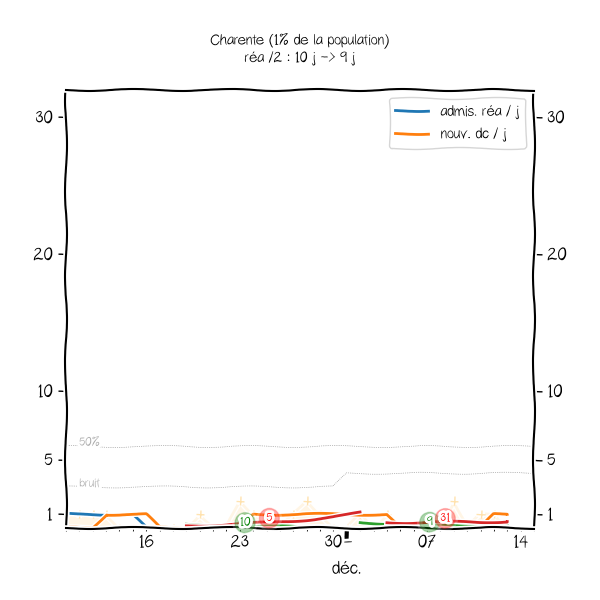 Charente (1% de la population)
réa /2 : 10 j -> 9 j
admis. réa / j
nouv. dc / j
30 30
20 20
10 10
50%
5 5
bruit
1 10 5 9 31 1
16 23 30 07 14
déc.